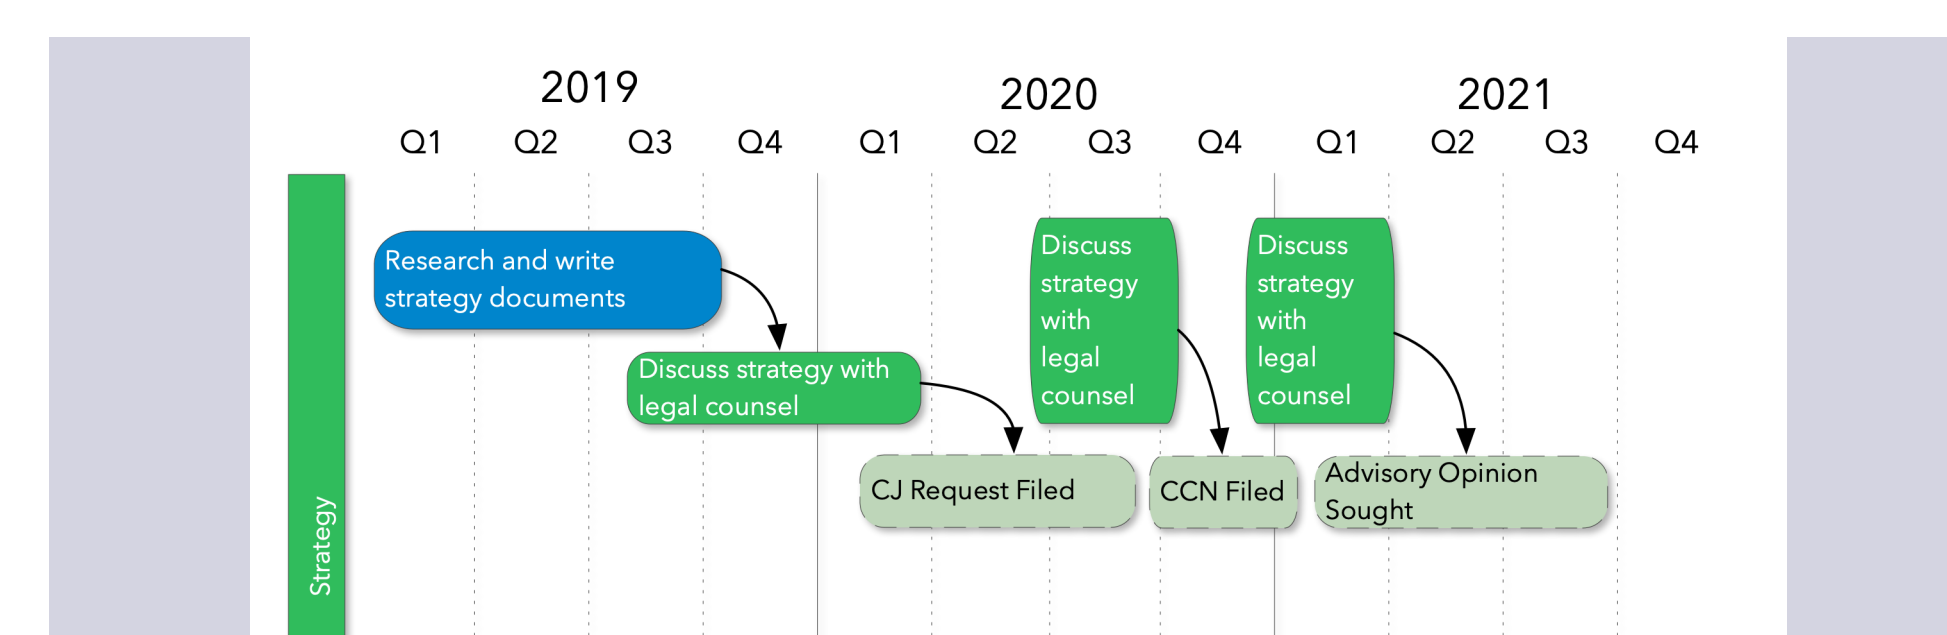 2019
2020
2021
Q1 Q2 Q3 Q4 Q1 Q2 Q3 Q4 Q1 Q2 Q3 Q4
Research and write
strategy documents
Discuss strategy with
legal counsel
Discuss
strategy
with
legal
counsel
Discuss
strategy
with
legal
counsel
CJ Request Filed
CCN Filed
Advisory Opinion
Sought
Strategy